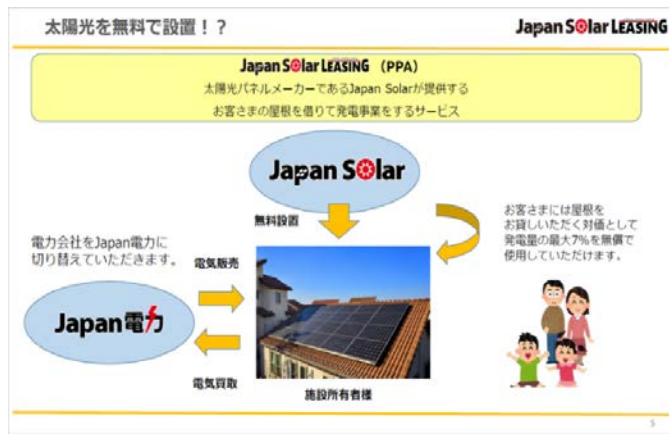 太陽光を無料で設置!?
Japan Solar LEASING
Japan Solar LEASING (PPA)
太陽光パネルメーカーであるJapan Solarが提供する
お客さまの屋根を借りて発電事業をするサービス
Japan Solar
無料設置
お客さまには屋根を
お貸しいただく対価として
発電量の最大7%を無償で
使用していただけます。
電力会社をJapan電力に
切り替えていただきます。
電気販売
Japan電力
電気買取
施設所有者様
5